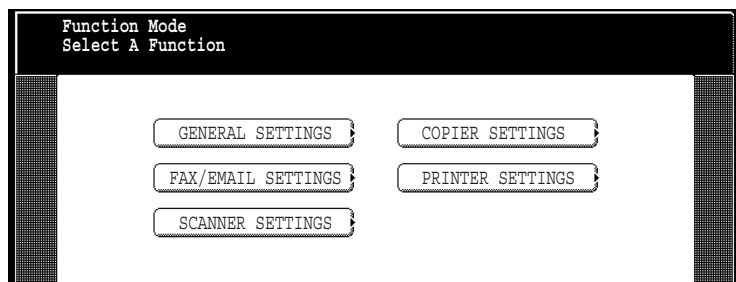 Function Mode
Select A Function
GENERAL SETTINGS
COPIER SETTINGS
FAX/EMAIL SETTINGS
PRINTER SETTINGS
SCANNER SETTINGS